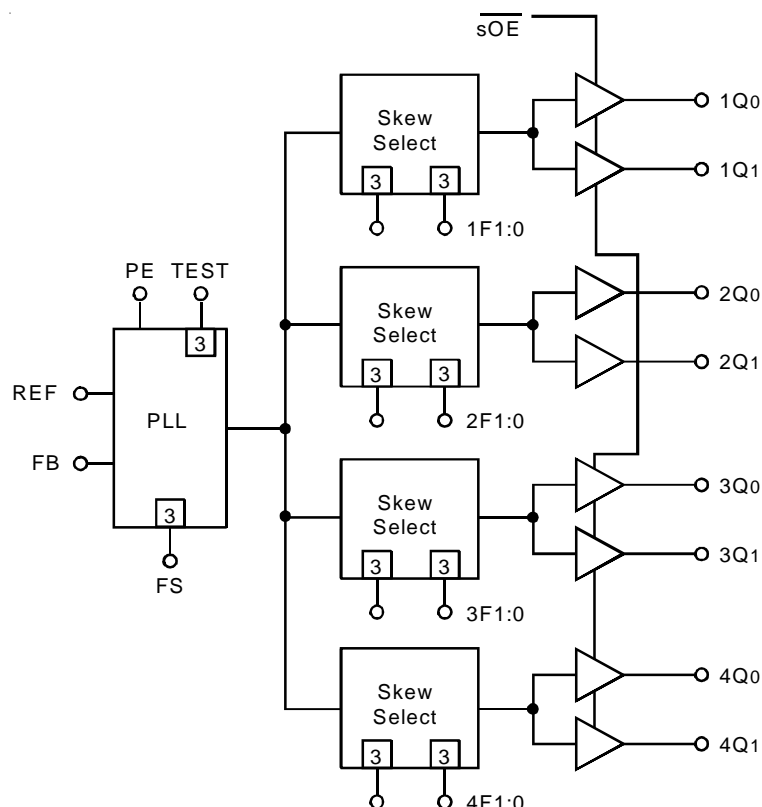 sOE
1Q0
Skew
Select
1Q1
3
3
1F1:0
PE
TEST
2Q0
Skew
Select
3
2Q1
3
3
REF
PLL
2F1:0
FB
3Q0
Skew
Select
3
3Q1
FS
3
3
3F1:0
4Q0
Skew
Select
4Q1
3
3
4F1:0